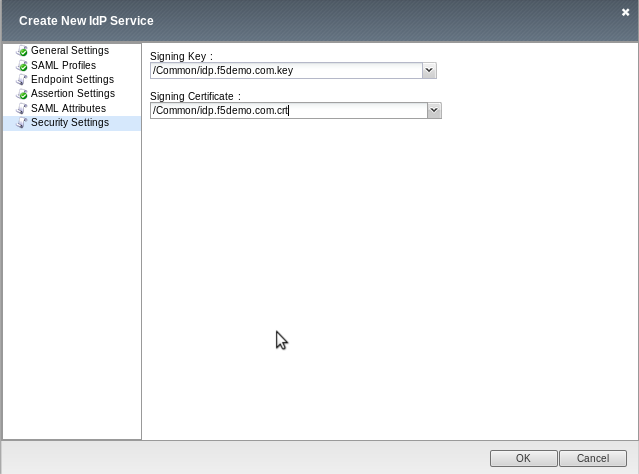 Create New IdP Service
General Settings
SAML Profiles
Endpoint Settings
Assertion Settings
SAML Attributes
Security Settings
Signing Key :
/Common/idp.f5demo.com.key
Signing Certificate :
/Common/idp.f5demo.com.crt
OK
Cancel